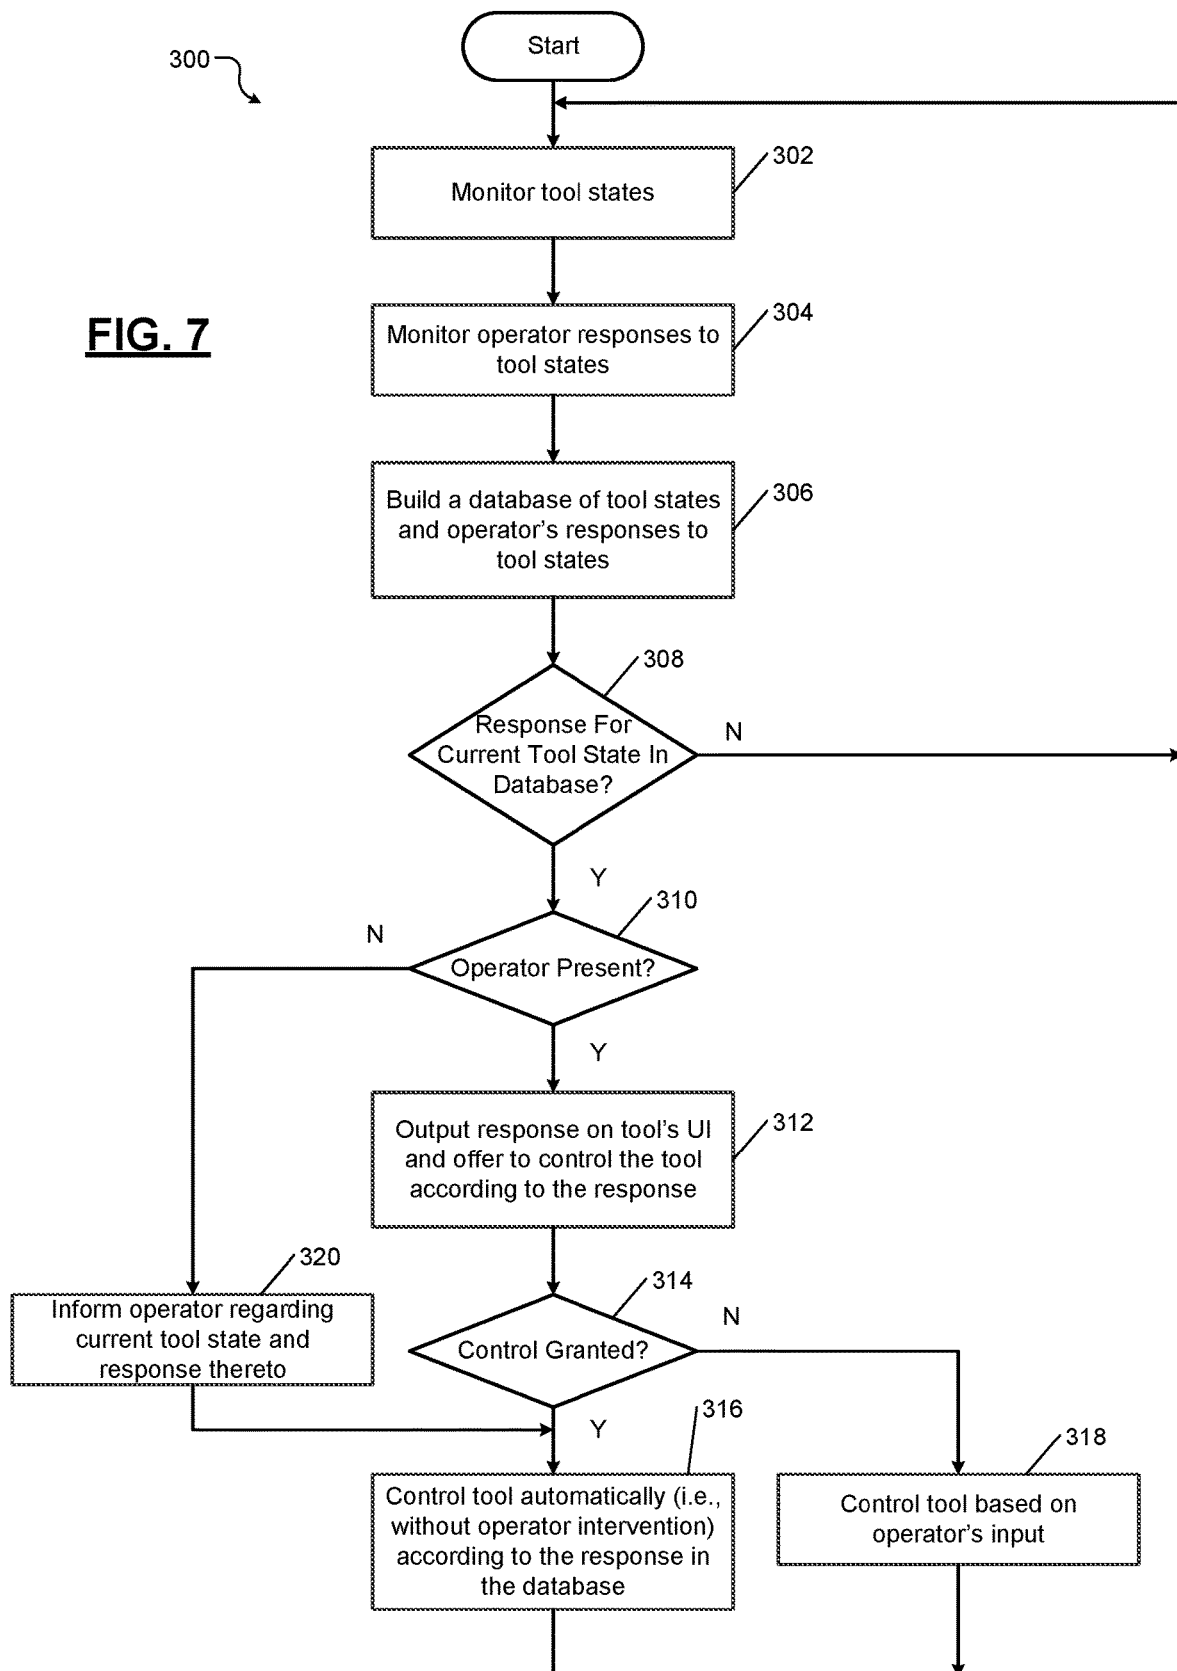 Start
300
302
Monitor tool states
FIG. 7
304
Monitor operator responses to
tool states
306
Build a database of tool states
and operator's responses to
tool states
308
Response For
Current Tool State In
Database?
N
Y
310
N
Operator Present?
Y
312
Output response on tool's UI
and offer to control the tool
according to the response
320
Inform operator regarding
current tool state and
response thereto
314
N
Control Granted?
Y
316
318
Control tool automatically (i.e.,
without operator intervention)
according to the response in
the database
Control tool based on
operator's input